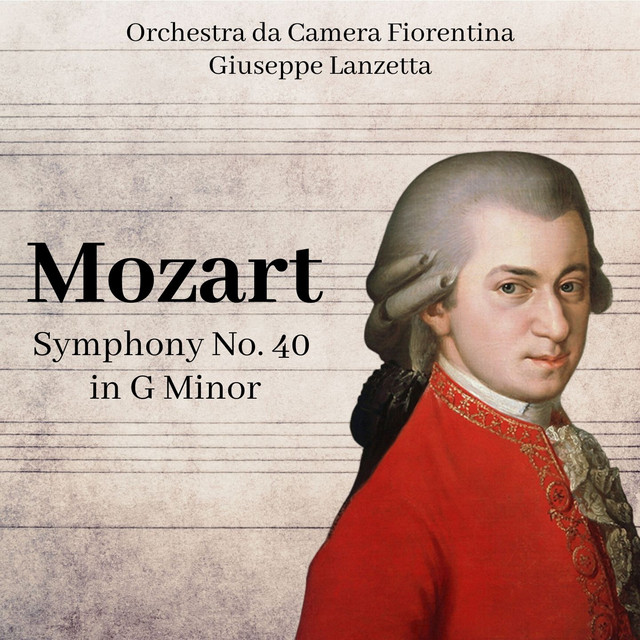 Orchestra da Camera Fiorentina
Giuseppe Lanzetta
Mozart
Symphony No. 40
in G Minor